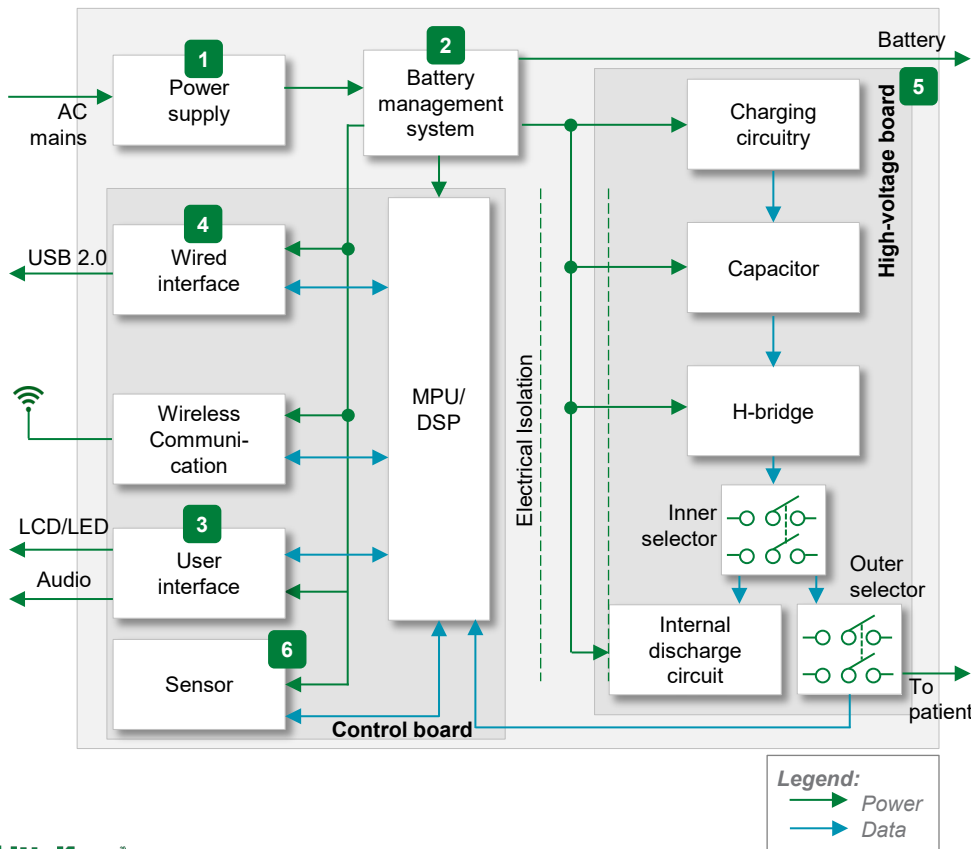 1
Power
supply
AC
mains
2
Battery
management
system
Battery
5
High-voltage board
Charging
circuitry
Capacitor
H-bridge
Inner
selector
Outer
selector
Internal
discharge
circuit
To
patient
Electrical Isolation
4
Wired
interface
USB 2.0
Wireless
Communi-
cation
MPU/
DSP
LCD/LED
Audio
3
User
interface
6
Sensor
Control board
Legend:
Power
Data